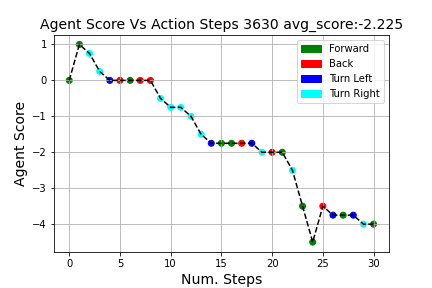 Agent Score Vs Action Steps 3630 avg_score:-2.225
Agent Score
1
0
−1
−2
−3
−4
Forward
Back
Turn Left
Turn Right
0 5 10 15 20 25 30
Num. Steps